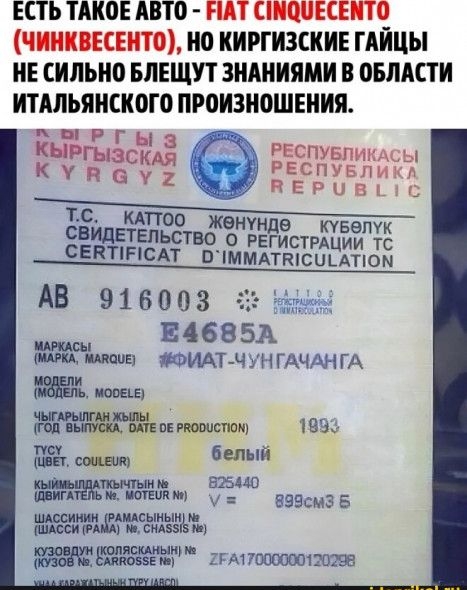 ЕСТЬ ТАКОЕ АВТО - FIAT CINQUECENTO
(ЧИНКВЕСЕНТО), НО КИРГИЗСКИЕ ГАЙЦЫ
НЕ СИЛЬНО БЛЕЩУТ ЗНАНИЯМИ В ОБЛАСТИ
ИТАЛЬЯНСКОГО ПРОИЗНОШЕНИЯ.
КЫРГЫЗ
КЫРГЫЗСКАЯ
KYRGYZ
РЕСПУБЛИКАСЫ
РЕСПУБЛИКА
REPUBLIC
Т.С. КАТТОО ЖӨНҮНДӨ КҮБӨЛҮК
СВИДЕТЕЛЬСТВО О РЕГИСТРАЦИИ ТС
CERTIFICAT D'IMMATRICULATION
АВ 916003
КАТТОО
РЕГИСТРАЦИОННЫЙ
D'IMMATRICULATION
E4685A
МАРКАСЫ
(МАРКА, MARQUE) #ФИАТ-ЧУНГАЧАНГА
МОДЕЛИ
(МОДЕЛЬ, MODELE)
ЧЫГАРЫЛГАН ЖЫЛЫ
(ГОД ВЫПУСКА, DATE DE PRODUCTION) 1993
ТҮСҮ
(ЦВЕТ, COULEUR) белый
КЫЙМЫЛДАТКЫЧТЫН № 825440
(ДВИГАТЕЛЬ №, MOTEUR №) V = 899см3 Б
ШАССИНИН (РАМАСЫНЫН) №
(ШАССИ (РАМА) №, CHASSIS №)
КУЗОВДУН (КОЛЯСКАНЫН) №
(КУЗОВ №, CARROSSE №) ZFA17000000120298